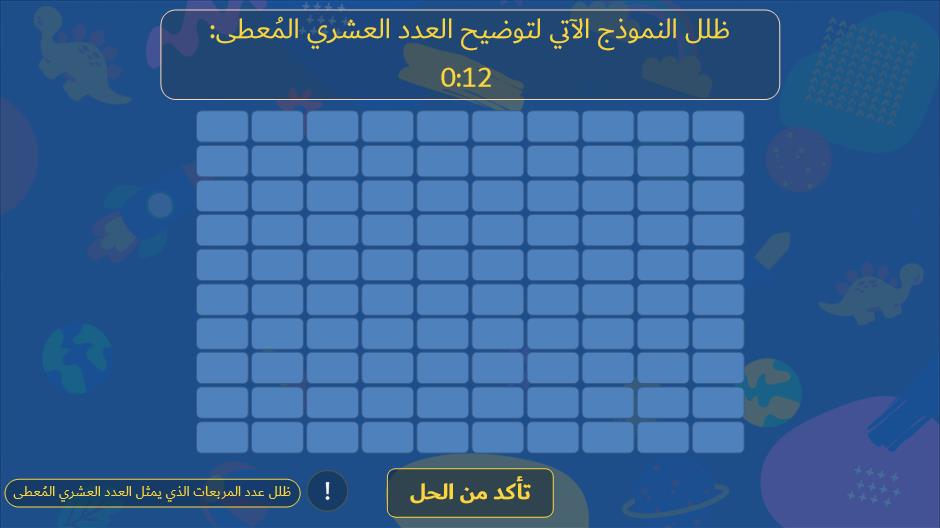 ظلل النموذج الآتي لتوضيح العدد العشري المُعطى:
0:12
تأكد من الحل
!
ظلل عدد المربعات الذي يمثل العدد العشري المُعطى